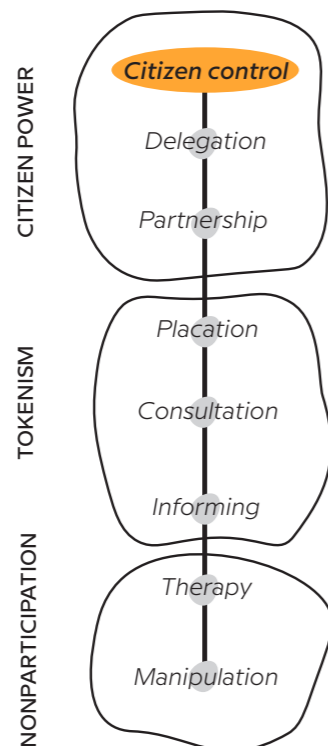 CITIZEN POWER
Citizen control
Delegation
Partnership
TOKENISM
Placation
Consultation
Informing
NONPARTICIPATION
Therapy
Manipulation